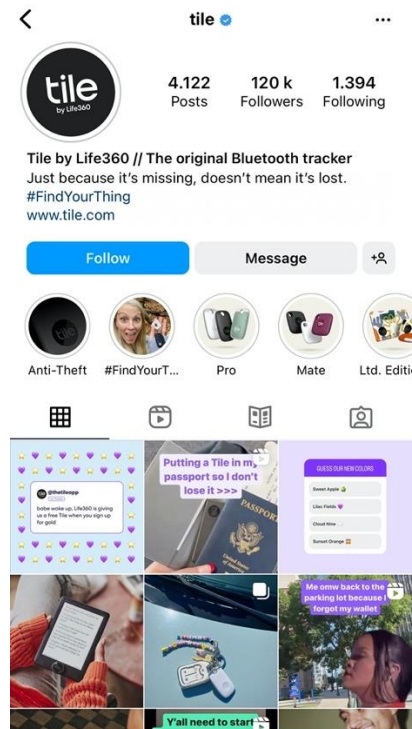 tile
tile
by Life360
4.122
Posts
120 k
Followers
1.394
Following
Tile by Life360 // The original Bluetooth tracker
Just because it's missing, doesn't mean it's lost.
#FindYourThing
www.tile.com
Follow
Message
tile
Anti-Theft
#FindYourT...
Pro
Mate
Ltd. Editi
@thetileapp
babe wake up, Life360 is giving
us a free Tile when you sign up
for gold
Putting a Tile in my
passport so I don't
lose it >>>
PASSPORT
GUESS OUR NEW COLORS
Sweet Apple 🍏
Lilac Fields 💜
Cloud Nine
Sunset Orange 🍊
Me omw back to the
parking lot because I
forgot my wallet
Y'all need to start